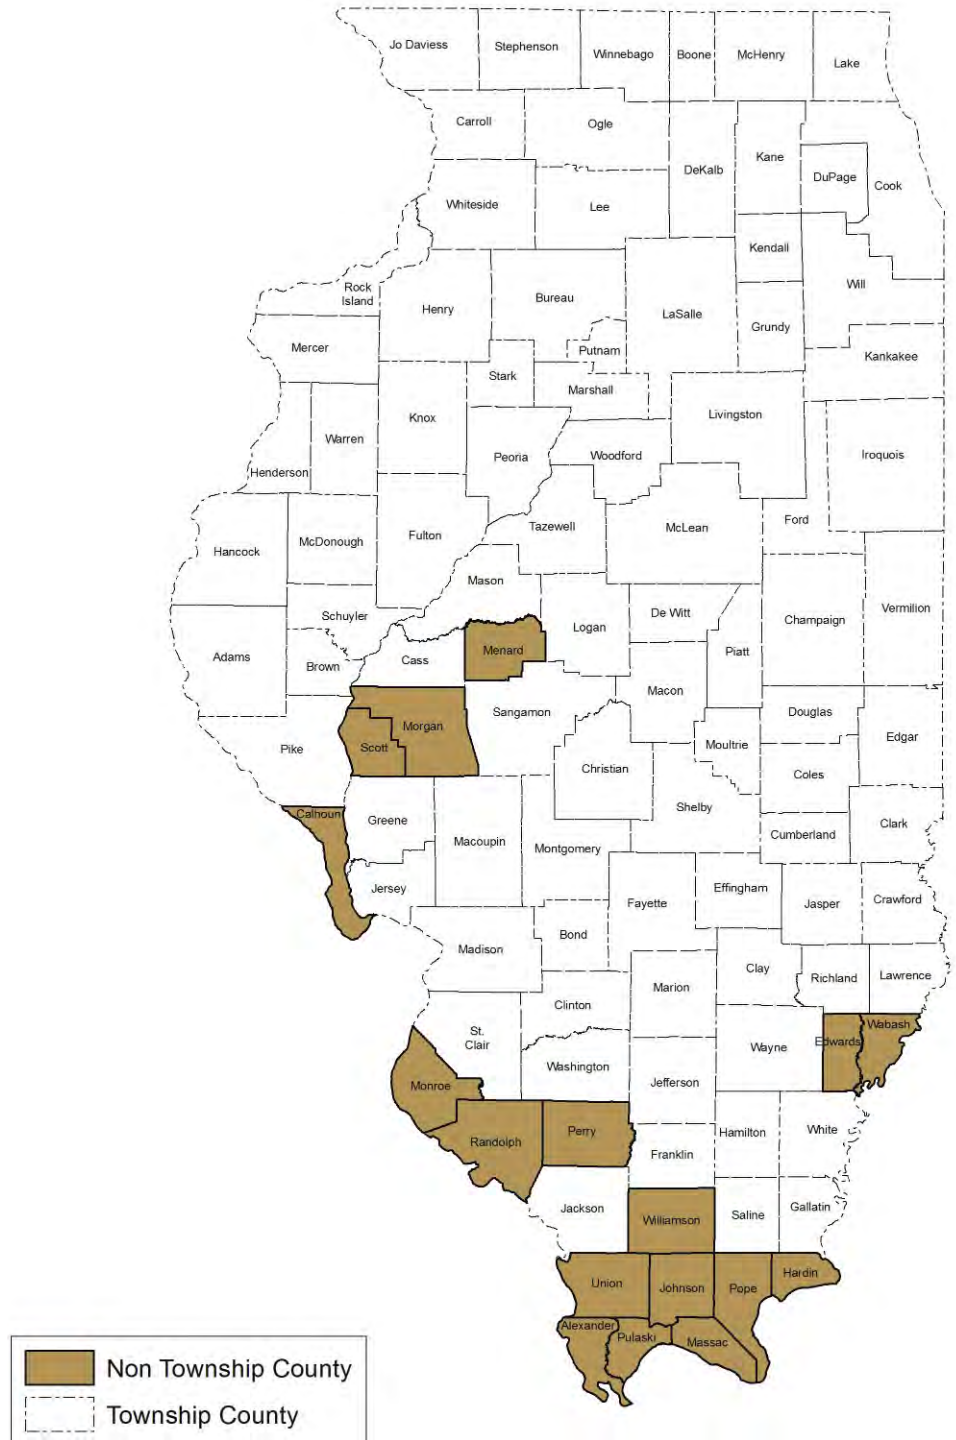 Jo Daviess
Stephenson
Winnebago
Boone
McHenry
Lake
Carroll
Ogle
DeKalb
Kane
DuPage
Cook
Whiteside
Lee
Kendall
Rock
Island
Henry
Bureau
LaSalle
Grundy
Will
Mercer
Putnam
Kankakee
Stark
Marshall
Knox
Livingston
Warren
Henderson
Peoria
Woodford
Iroquois
Hancock
McDonough
Fulton
Tazewell
McLean
Ford
Mason
Schuyler
Logan
De Witt
Champaign
Vermilion
Adams
Brown
Cass
Menard
Piatt
Macon
Pike
Scott
Morgan
Sangamon
Christian
Moultrie
Douglas
Edgar
Coles
Shelby
Calhoun
Greene
Macoupin
Montgomery
Cumberland
Clark
Jersey
Fayette
Effingham
Jasper
Crawford
Madison
Bond
Clay
Richland
Lawrence
Marion
Clinton
St.
Clair
Washington
Wayne
Edwards
Wabash
Monroe
Jefferson
Randolph
Perry
Hamilton
White
Franklin
Jackson
Williamson
Saline
Gallatin
Union
Johnson
Pope
Hardin
Alexander
Pulaski
Massac
Non Township County
Township County